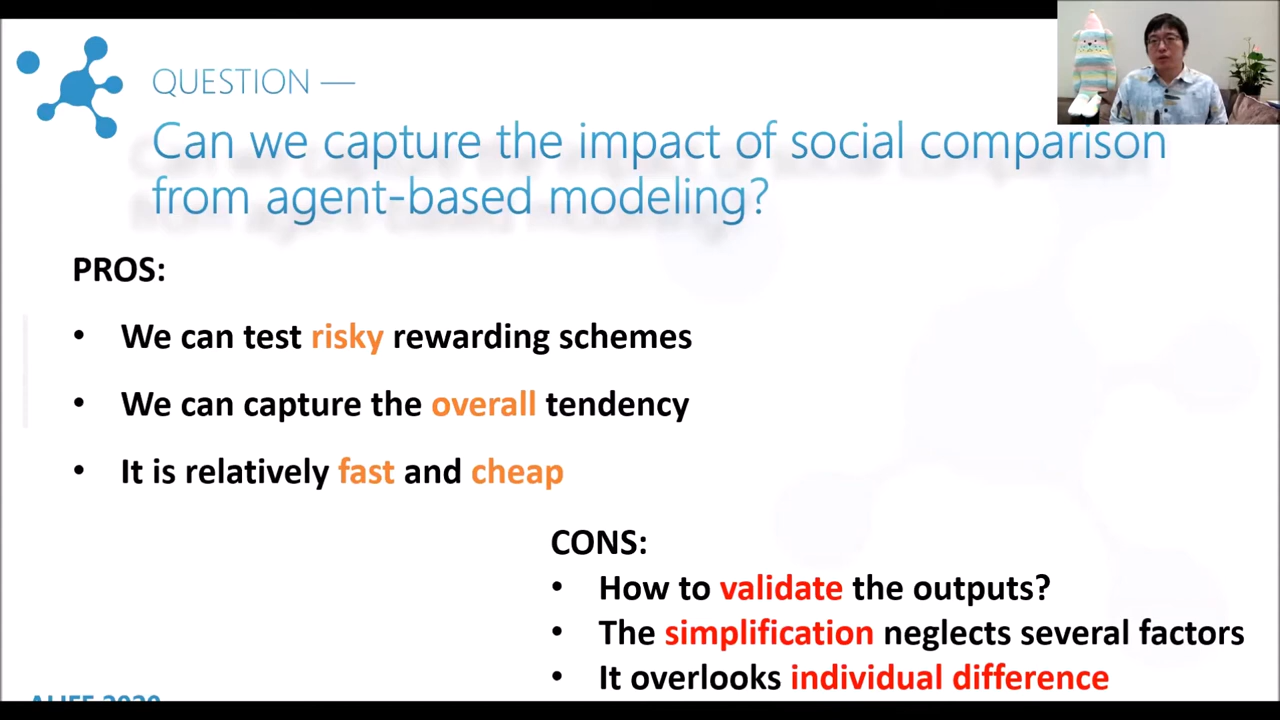 QUESTION —
Can we capture the impact of social comparison
from agent-based modeling?
PROS:
• We can test risky rewarding schemes
• We can capture the overall tendency
• It is relatively fast and cheap
CONS:
• How to validate the outputs?
• The simplification neglects several factors
• It overlooks individual difference